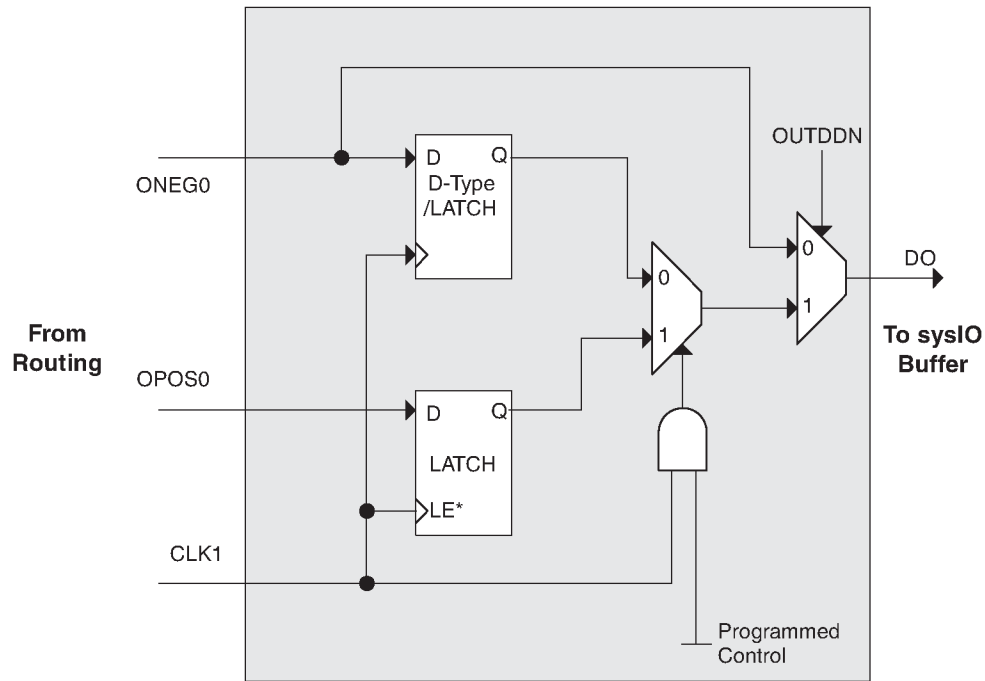 OUTDDN
ONEG0
D
Q
D-Type
/LATCH
0
DO
0
1
1
From
Routing
To sysIO
Buffer
OPOS0
D
Q
LATCH
LE*
CLK1
Programmed
Control